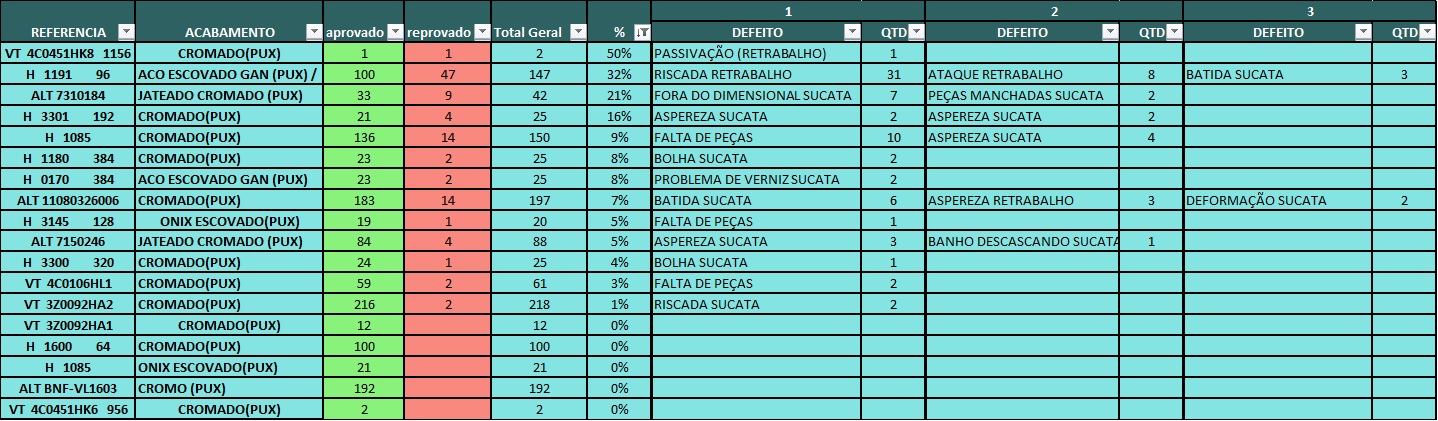 1 2 3
REFERENCIA ACABAMENTO aprovado reprovado Total Geral % DEFEITO QTD DEFEITO QTD DEFEITO QTD
VT 4C0451HK8 1156 CROMADO(PUX) 1 1 2 50% PASSIVAÇÃO (RETRABALHO) 1
H 1191 96 ACO ESCOVADO GAN (PUX) / 100 47 147 32% RISCADA RETRABALHO 31 ATAQUE RETRABALHO 8 BATIDA SUCATA 3
ALT 7310184 JATEADO CROMADO (PUX) 33 9 42 21% FORA DO DIMENSIONAL SUCATA 7 PEÇAS MANCHADAS SUCATA 2
H 3301 192 CROMADO(PUX) 21 4 25 16% ASPEREZA SUCATA 2 ASPEREZA SUCATA 2
H 1085 CROMADO(PUX) 136 14 150 9% FALTA DE PEÇAS 10 ASPEREZA SUCATA 4
H 1180 384 CROMADO(PUX) 23 2 25 8% BOLHA SUCATA 2
H 0170 384 ACO ESCOVADO GAN (PUX) 23 2 25 8% PROBLEMA DE VERNIZ SUCATA 2
ALT 11080326006 CROMADO(PUX) 183 14 197 7% BATIDA SUCATA 6 ASPEREZA RETRABALHO 3 DEFORMAÇÃO SUCATA 2
H 3145 128 ONIX ESCOVADO(PUX) 19 1 20 5% FALTA DE PEÇAS 1
ALT 7150246 JATEADO CROMADO (PUX) 84 4 88 5% ASPEREZA SUCATA 3 BANHO DESCASCANDO SUCATA 1
H 3300 320 CROMADO(PUX) 24 1 25 4% BOLHA SUCATA 1
VT 4C0106HL1 CROMADO(PUX) 59 2 61 3% FALTA DE PEÇAS 2
VT 3Z0092HA2 CROMADO(PUX) 216 2 218 1% RISCADA SUCATA 2
VT 3Z0092HA1 CROMADO(PUX) 12 12 0%
H 1600 64 CROMADO(PUX) 100 100 0%
H 1085 ONIX ESCOVADO(PUX) 21 21 0%
ALT BNF-VL1603 CROMO (PUX) 192 192 0%
VT 4C0451HK6 956 CROMADO(PUX) 2 2 0%